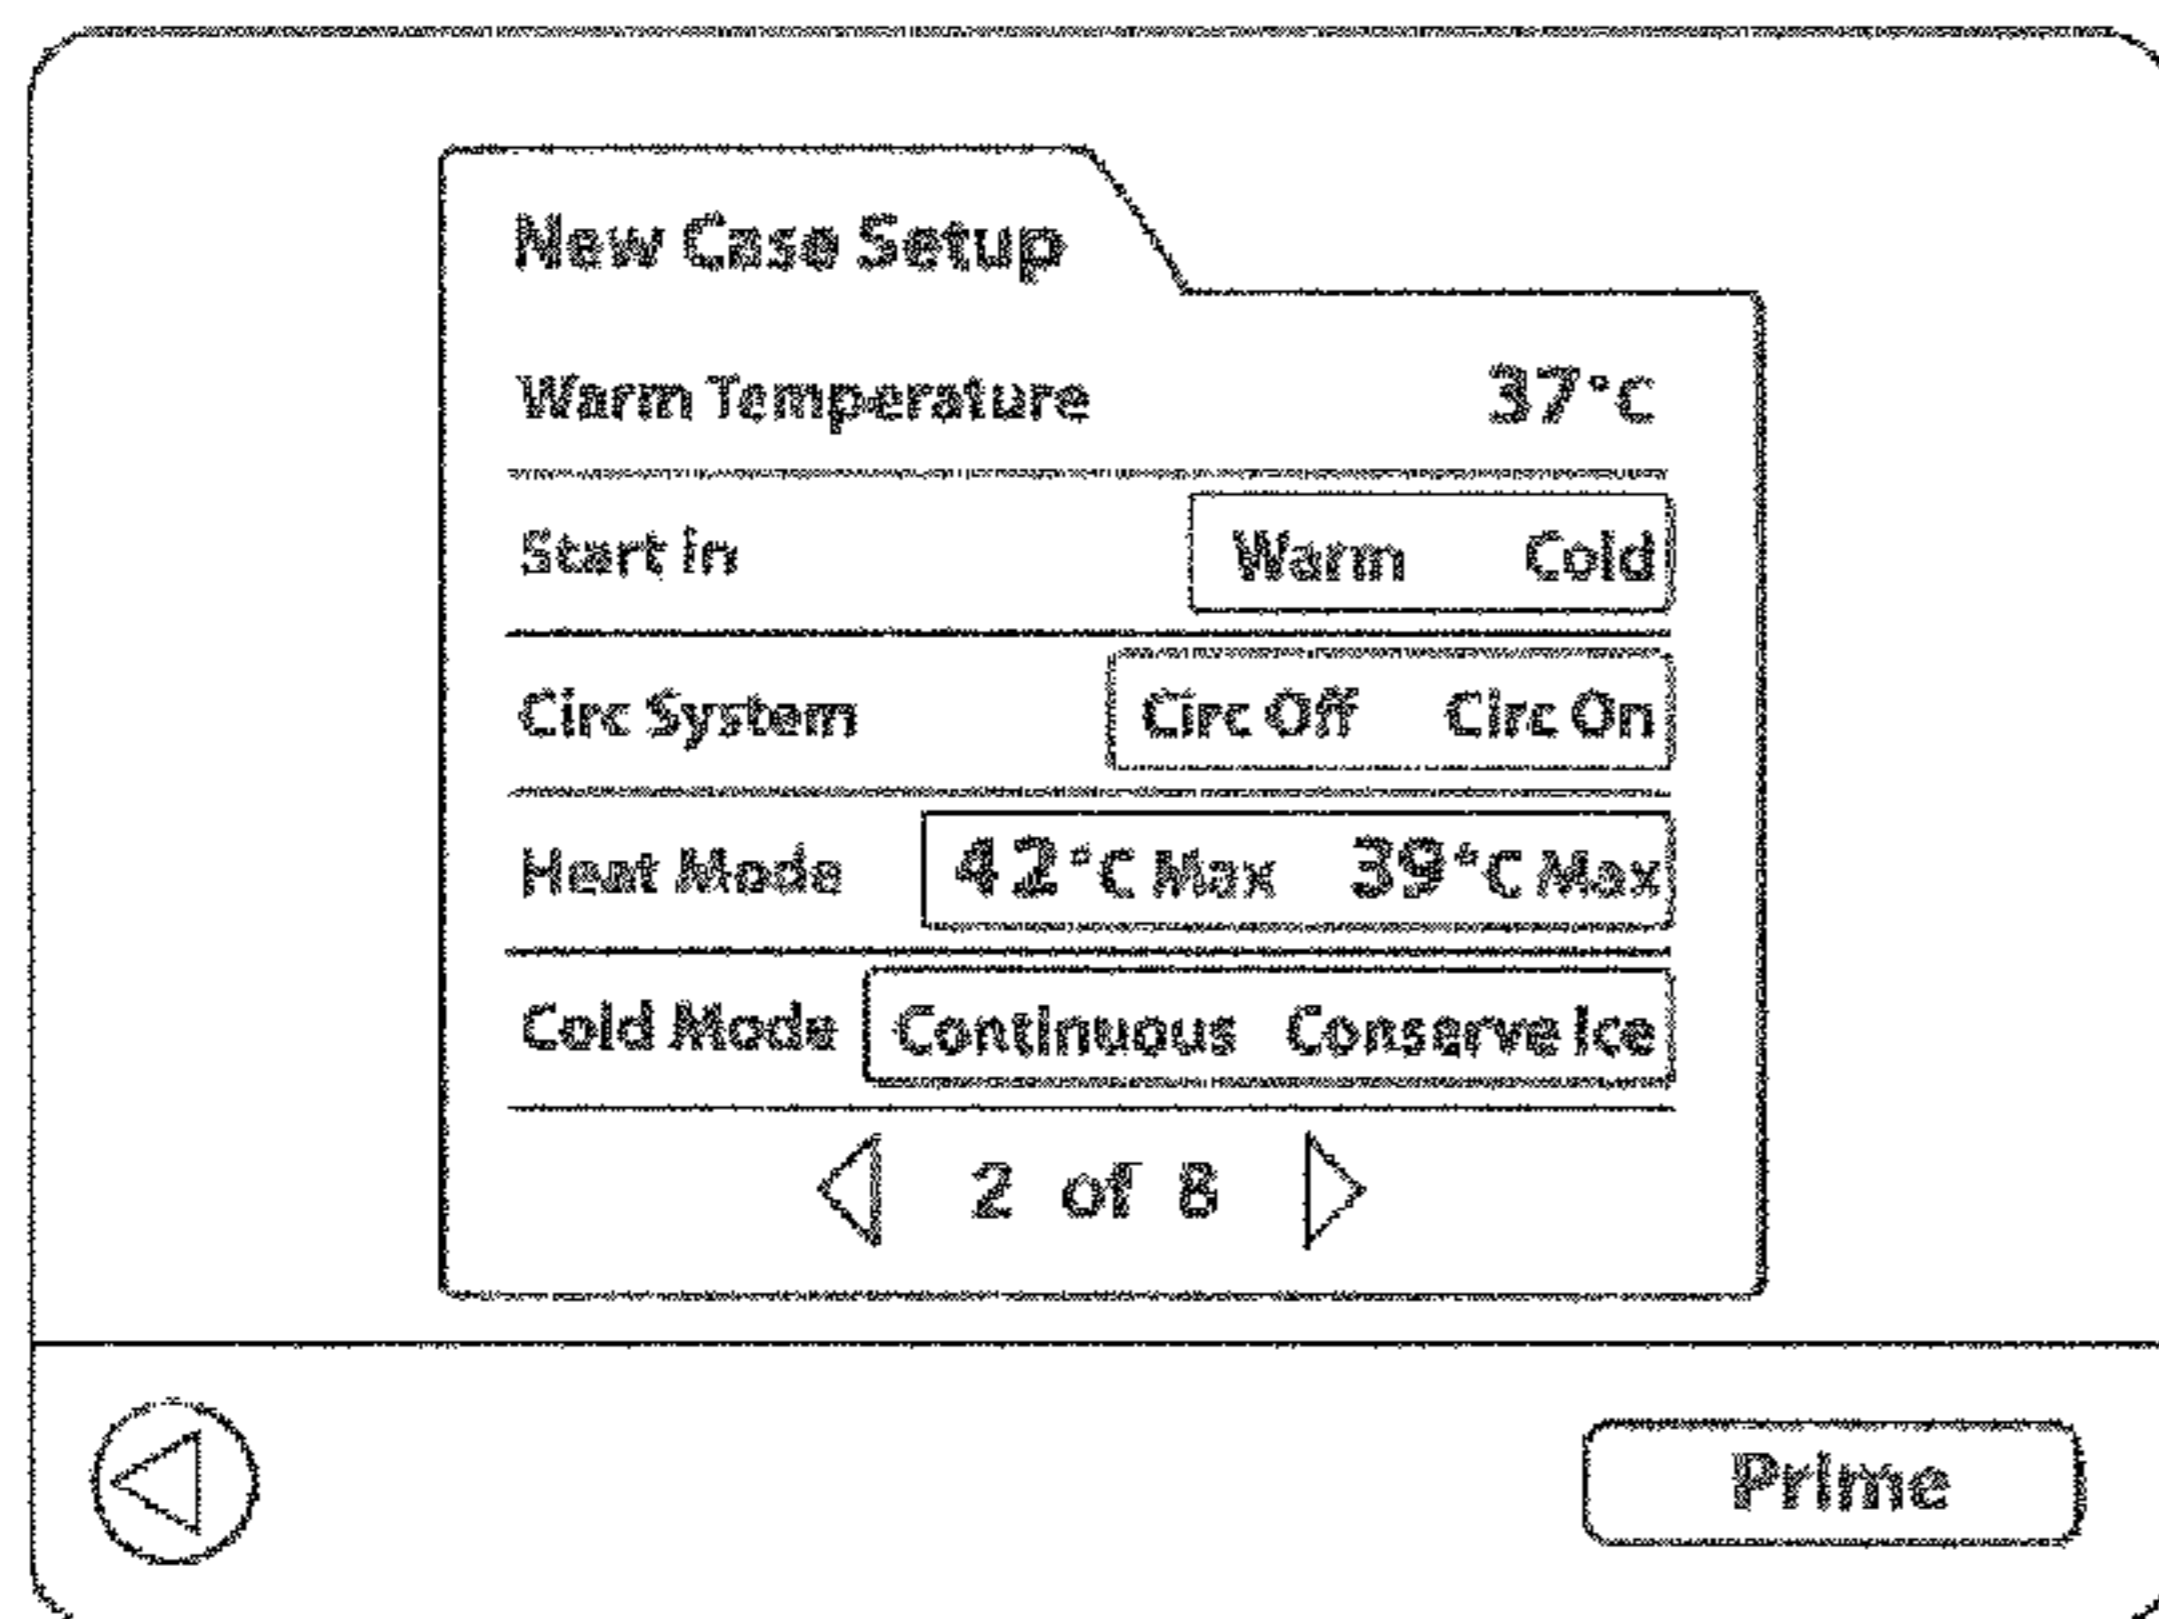 New Case Setup
Warm Temperature 37°C
Start in Warm Cold
Circ System Circ Off Circ On
Heat Mode 42°C Max 39°C Max
Cold Mode Continuous Conserve Ice
2 of 8
Prime